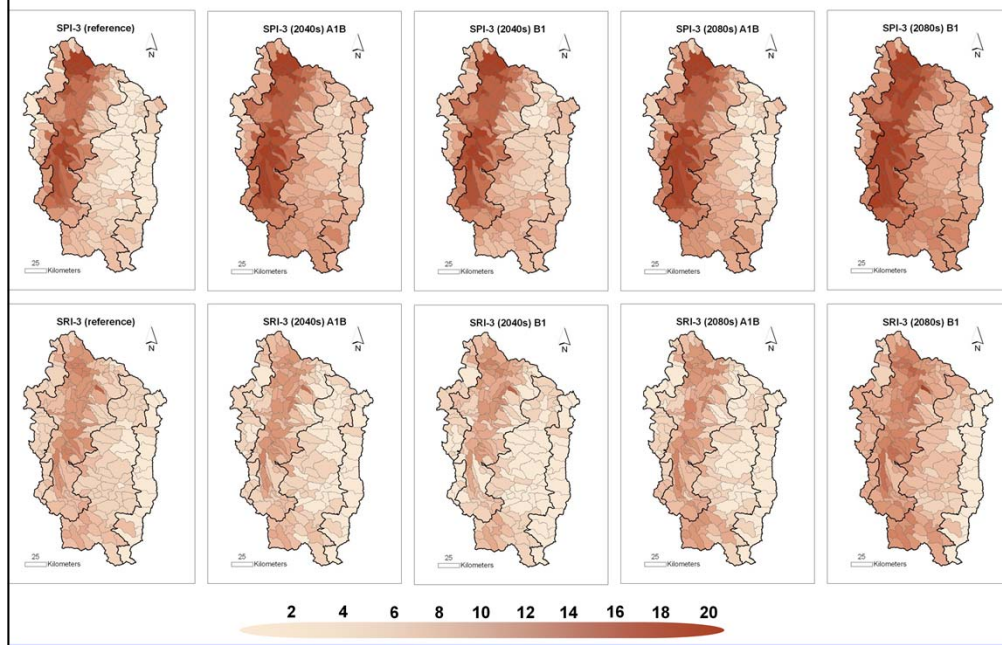 SPI-3 (reference)
N
25
Kilometers
SPI-3 (2040s) A1B
N
25
Kilometers
SPI-3 (2040s) B1
N
25
Kilometers
SPI-3 (2080s) A1B
N
25
Kilometers
SPI-3 (2080s) B1
N
25
Kilometers
SRI-3 (reference)
N
25
Kilometers
SRI-3 (2040s) A1B
N
25
Kilometers
SRI-3 (2040s) B1
N
25
Kilometers
SRI-3 (2080s) A1B
N
25
Kilometers
SRI-3 (2080s) B1
N
25
Kilometers
2 4 6 8 10 12 14 16 18 20